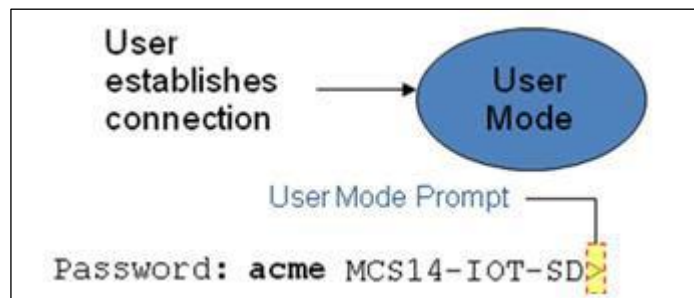 User
establishes
connection
User
Mode
User Mode Prompt
Password: acme MCS14-IOT-SD>